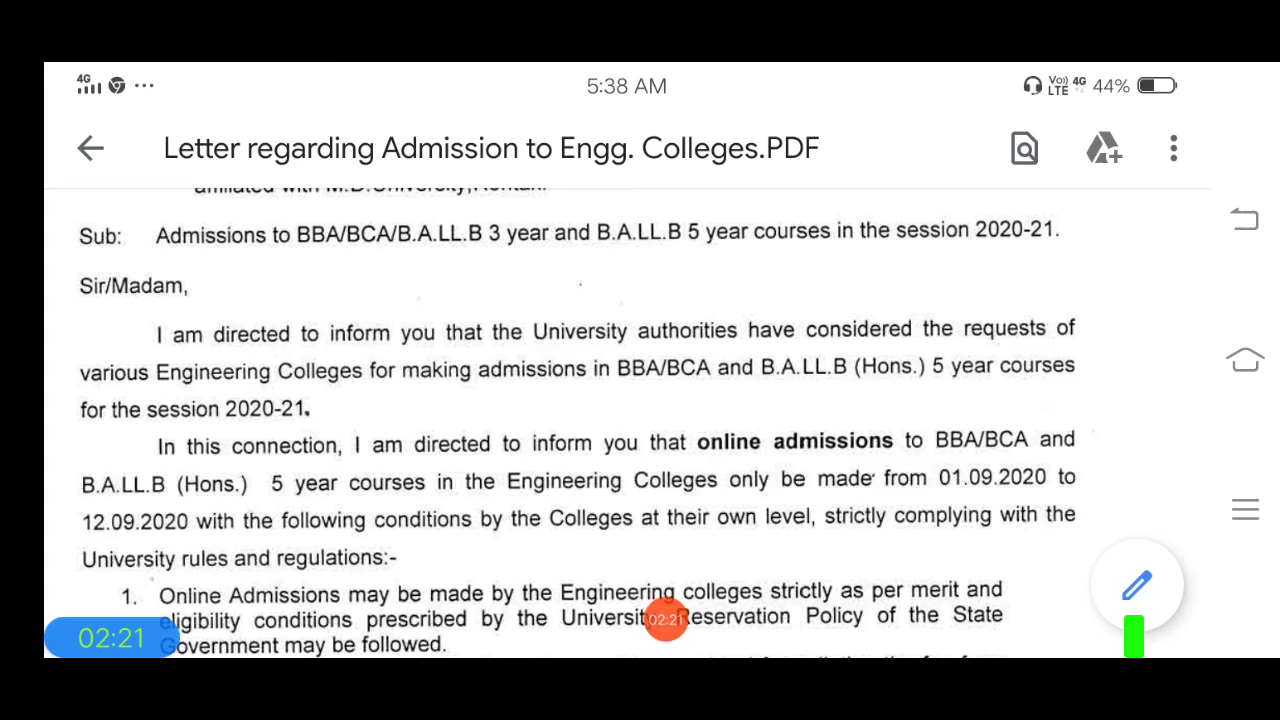 4G ... 5:38 AM Vo) LTE 4G 44%
Letter regarding Admission to Engg. Colleges.PDF
affiliated with M.D.University, Rohtak.
Sub: Admissions to BBA/BCA/B.A.LL.B 3 year and B.A.LL.B 5 year courses in the session 2020-21.
Sir/Madam,
I am directed to inform you that the University authorities have considered the requests of
various Engineering Colleges for making admissions in BBA/BCA and B.A.LL.B (Hons.) 5 year courses
for the session 2020-21.
In this connection, I am directed to inform you that online admissions to BBA/BCA and
B.A.LL.B (Hons.) 5 year courses in the Engineering Colleges only be made from 01.09.2020 to
12.09.2020 with the following conditions by the Colleges at their own level, strictly complying with the
University rules and regulations:-
1. Online Admissions may be made by the Engineering colleges strictly as per merit and
eligibility conditions prescribed by the University Reservation Policy of the State
Government may be followed.
02:21
02:21